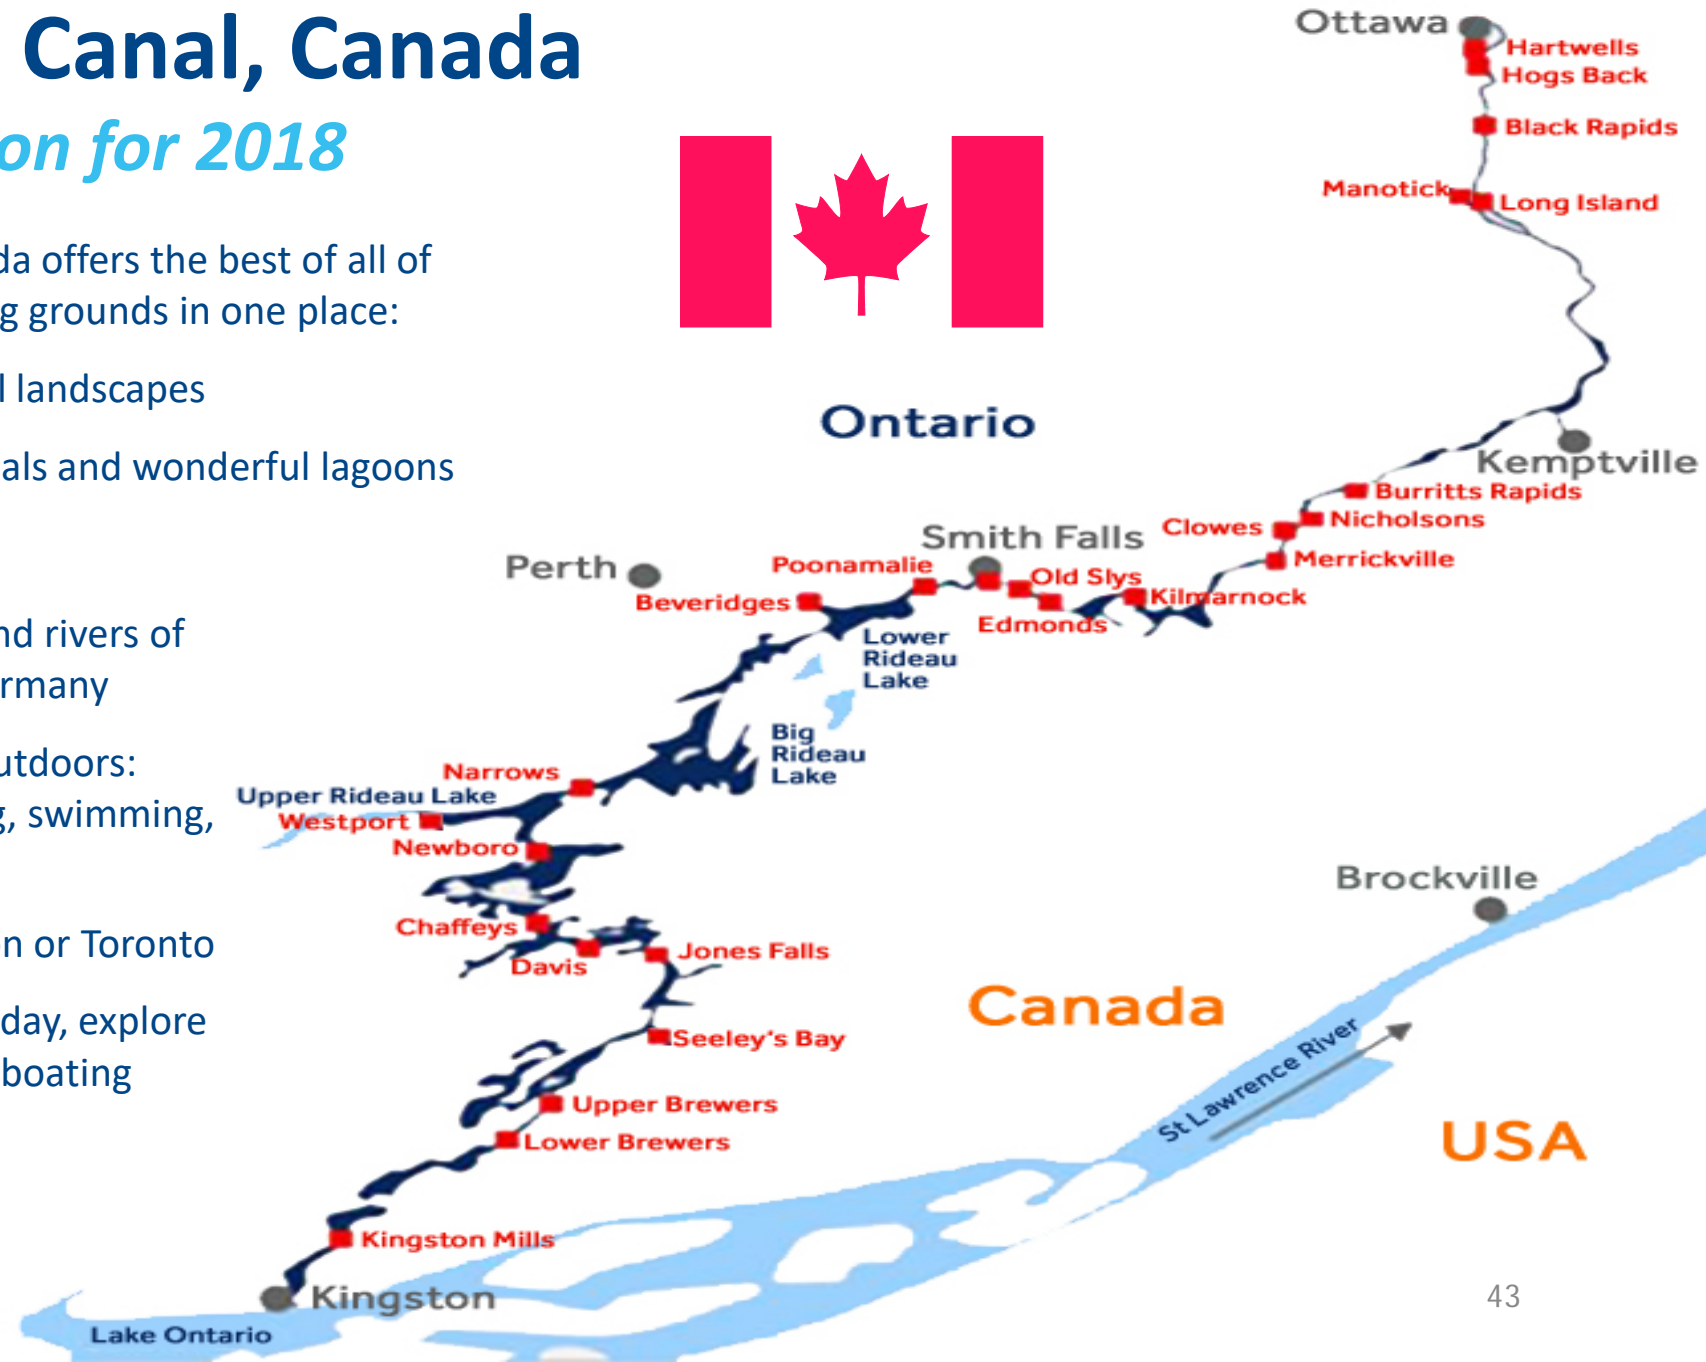 Canal, Canada
on for 2018
da offers the best of all of
g grounds in one place:
l landscapes
als and wonderful lagoons
nd rivers of
rmany
utdoors:
g, swimming,
n or Toronto
day, explore
boating
Ottawa
Hartwells
Hogs Back
Black Rapids
Manotick
Long Island
Ontario
Kemptville
Burritts Rapids
Nicholsons
Clowes
Merrickville
Smith Falls
Perth
Poonamalie
Old Slys
Beveridges
Kilmarnock
Edmonds
Lower
Rideau
Lake
Big
Rideau
Lake
Narrows
Upper Rideau Lake
Westport
Newboro
Chaffeys
Davis
Jones Falls
Seeley's Bay
Upper Brewers
Lower Brewers
Kingston Mills
Kingston
Lake Ontario
Brockville
Canada
St Lawrence River
USA
43